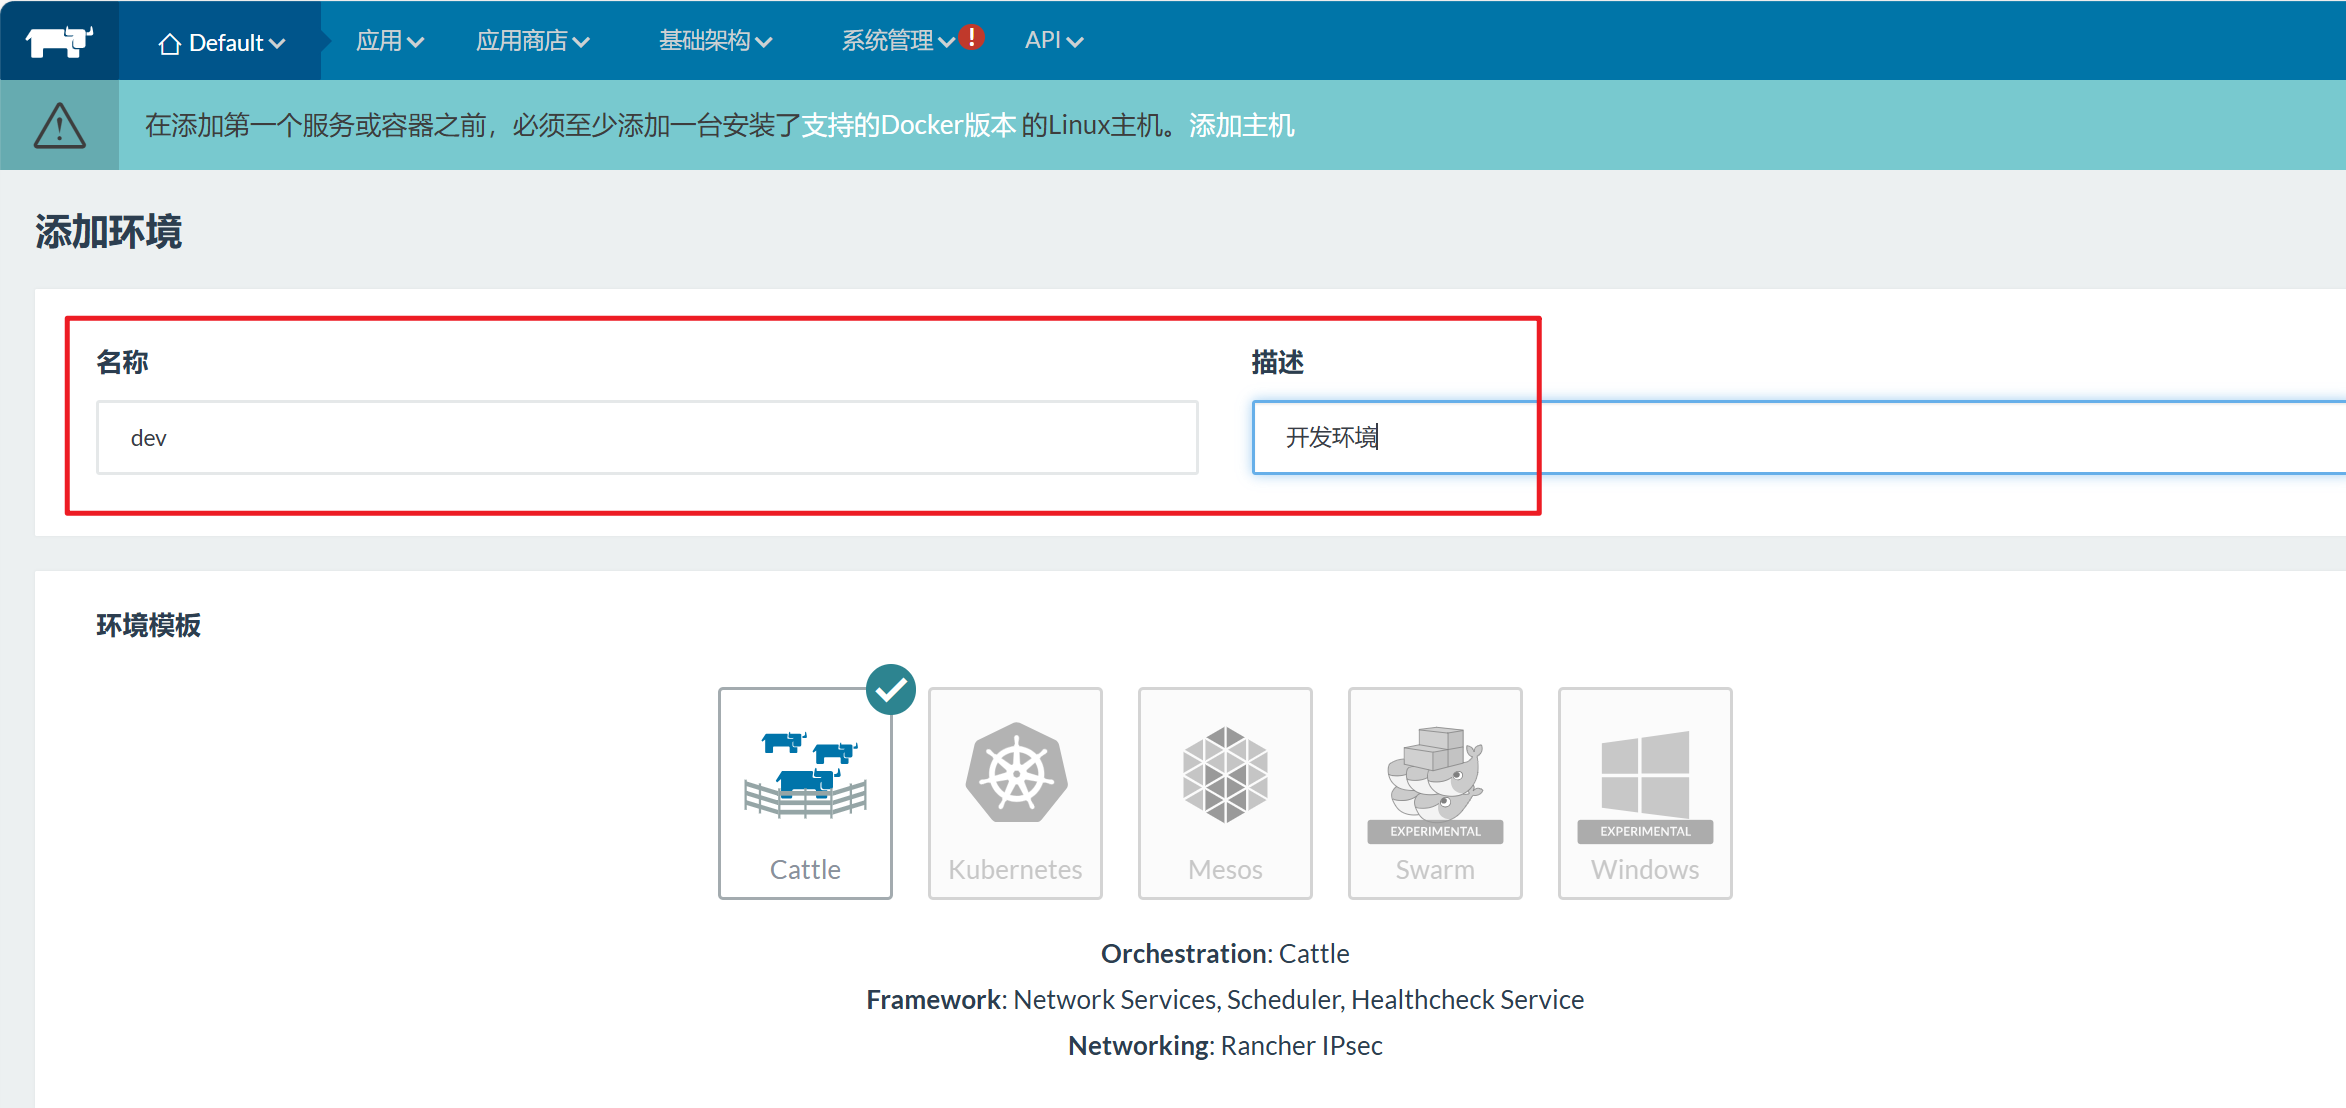 Default
应用
应用商店
基础架构
系统管理
API
在添加第一个服务或容器之前，必须至少添加一台安装了支持的Docker版本 的Linux主机。添加主机
添加环境
名称
描述
dev
开发环境
环境模板
Cattle
Kubernetes
Mesos
EXPERIMENTAL
Swarm
EXPERIMENTAL
Windows
Orchestration: Cattle
Framework: Network Services, Scheduler, Healthcheck Service
Networking: Rancher IPsec